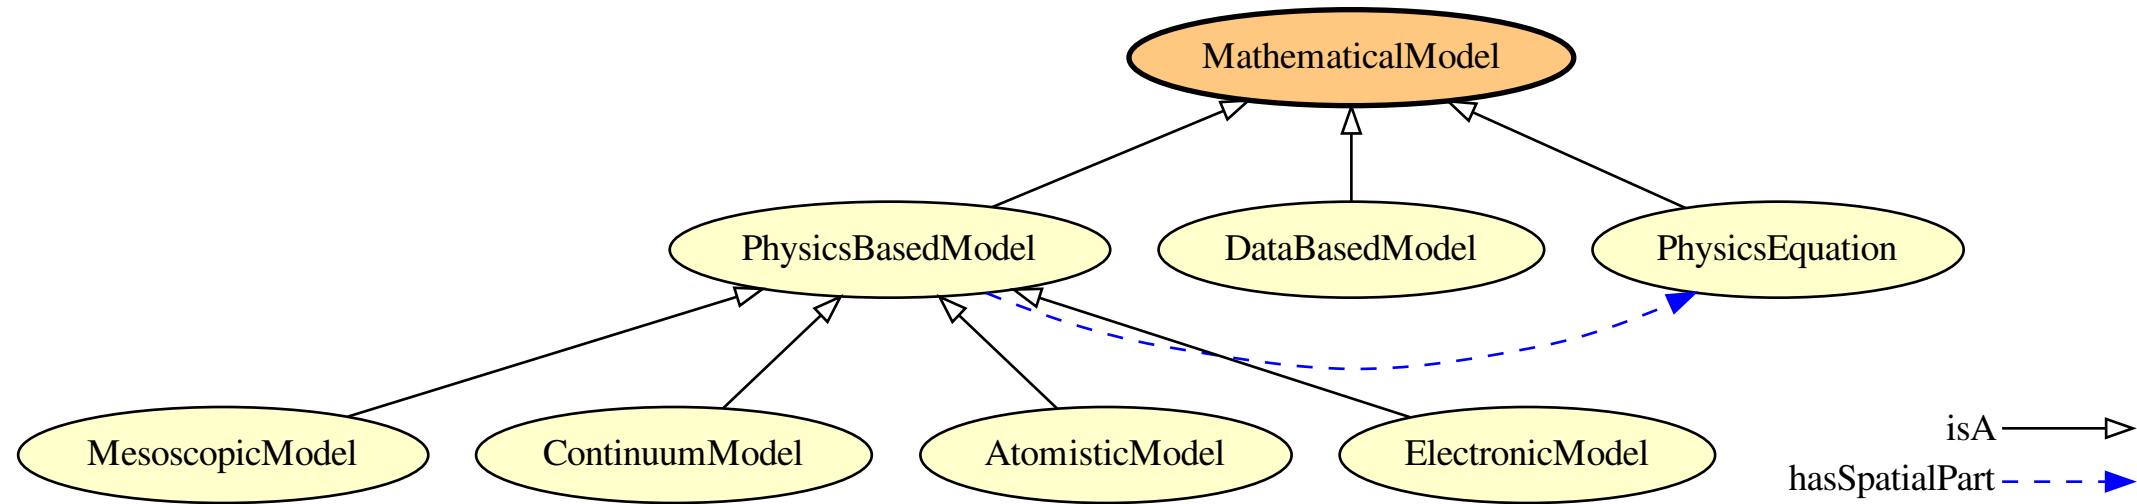 MathematicalModel
PhysicsBasedModel
DataBasedModel
PhysicsEquation
MesoscopicModel
ContinuumModel
AtomisticModel
ElectronicModel
isA
hasSpatialPart